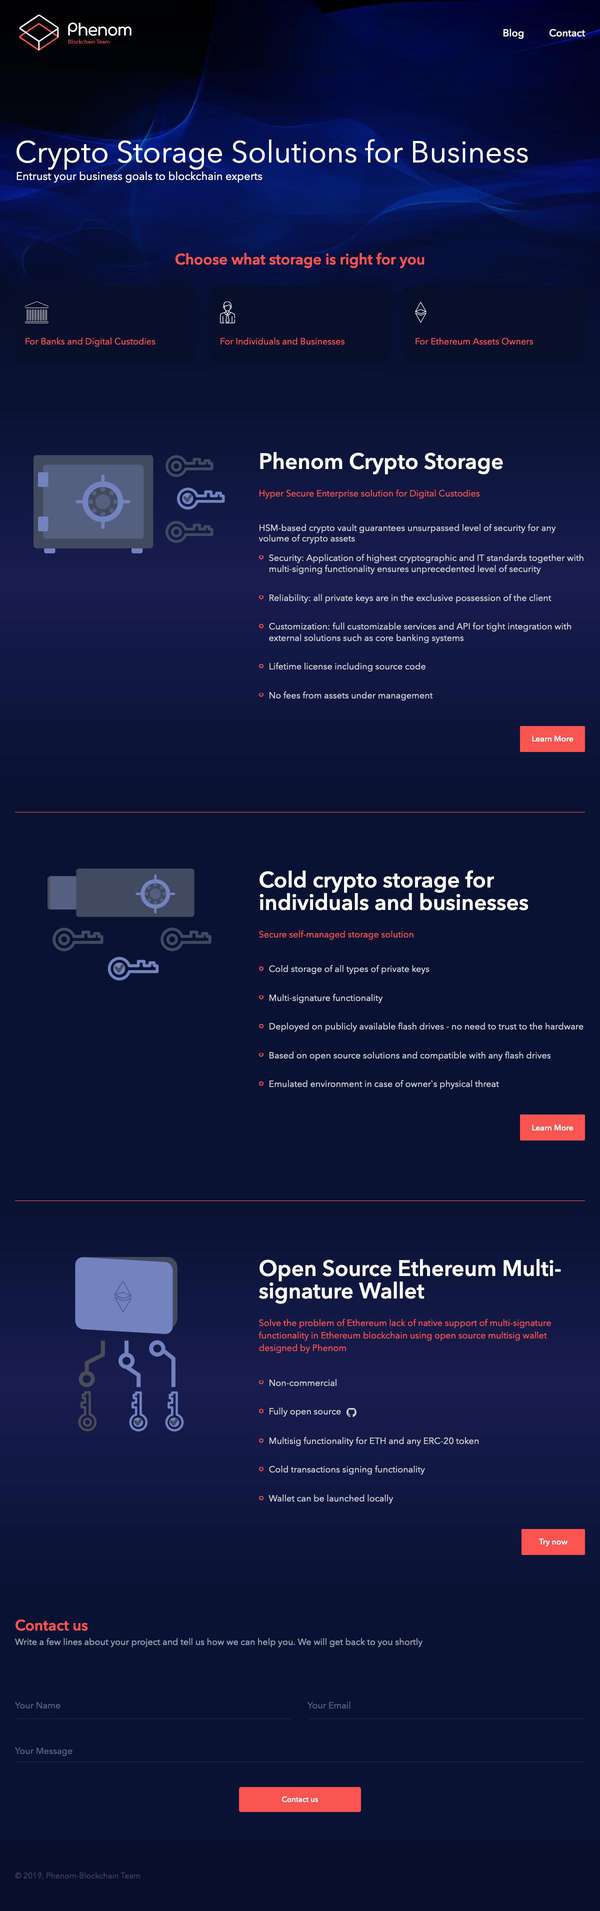 Phenom
Blockchain Team
Blog
Contact
Crypto Storage Solutions for Business
Entrust your business goals to blockchain experts
Choose what storage is right for you
For Banks and Digital Custodies
For Individuals and Businesses
For Ethereum Assets Owners
Phenom Crypto Storage
Hyper Secure Enterprise solution for Digital Custodies
HSM-based crypto vault guarantees unsurpassed level of security for any
volume of crypto assets
Security: Application of highest cryptographic and IT standards together with
multi-signing functionality ensures unprecedented level of security
Reliability: all private keys are in the exclusive possession of the client
Customization: full customizable services and API for tight integration with
external solutions such as core banking systems
Lifetime license including source code
No fees from assets under management
Learn More
Cold crypto storage for
individuals and businesses
Secure self-managed storage solution
Cold storage of all types of private keys
Multi-signature functionality
Deployed on publicly available flash drives - no need to trust to the hardware
Based on open source solutions and compatible with any flash drives
Emulated environment in case of owner's physical threat
Learn More
Open Source Ethereum Multi-
signature Wallet
Solve the problem of Ethereum lack of native support of multi-signature
functionality in Ethereum blockchain using open source multisig wallet
designed by Phenom
Non-commercial
Fully open source
Multisig functionality for ETH and any ERC-20 token
Cold transactions signing functionality
Wallet can be launched locally
Try now
Contact us
Write a few lines about your project and tell us how we can help you. We will get back to you shortly
Your Name
Your Email
Your Message
Contact us
© 2019, Phenom-Blockchain Team